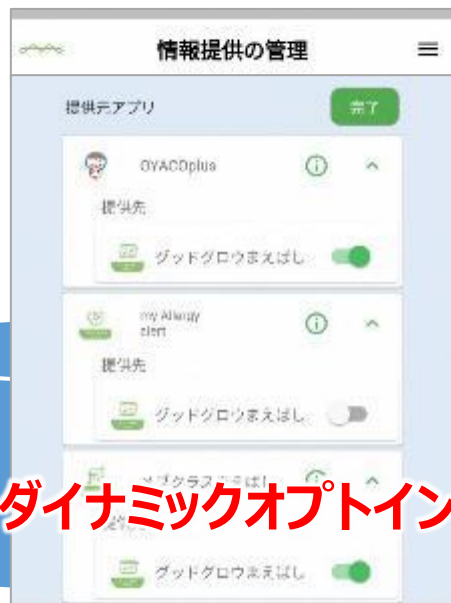 情報提供の管理
提供元アプリ
完了
OYACOplus
提供先
グッドグロウまえばし
my Allergy
alert
提供先
グッドグロウまえばし
ダイナミックオプトイン
グッドグロウまえばし